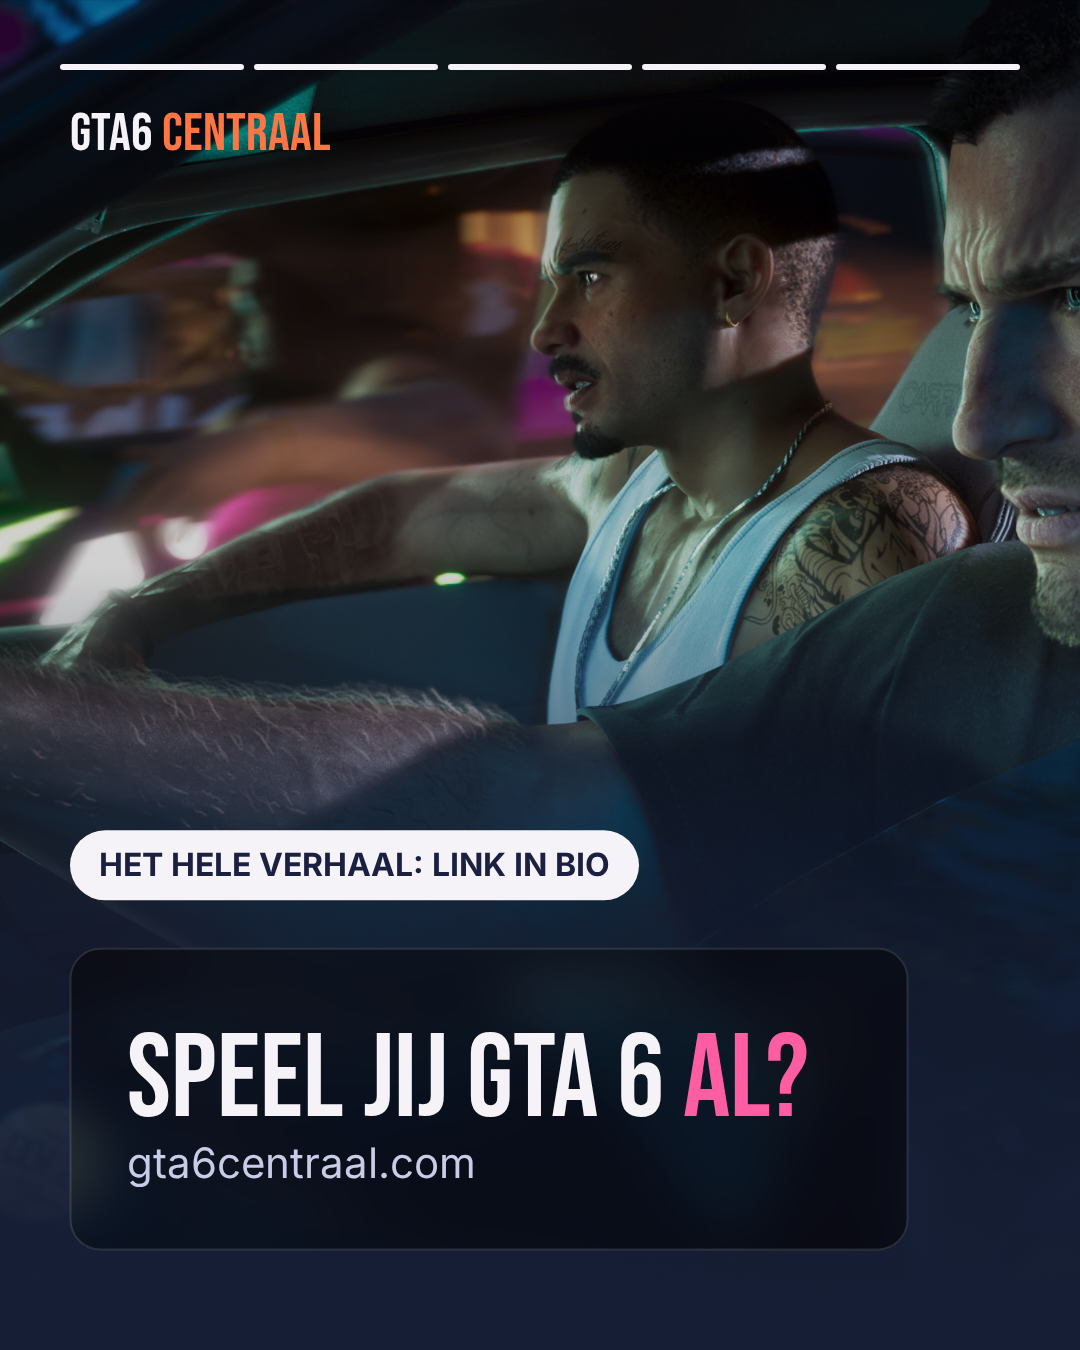 GTA6 CENTRAAL
HET HELE VERHAAL: LINK IN BIO
SPEEL JIJ GTA 6 AL?
gta6centraal.com